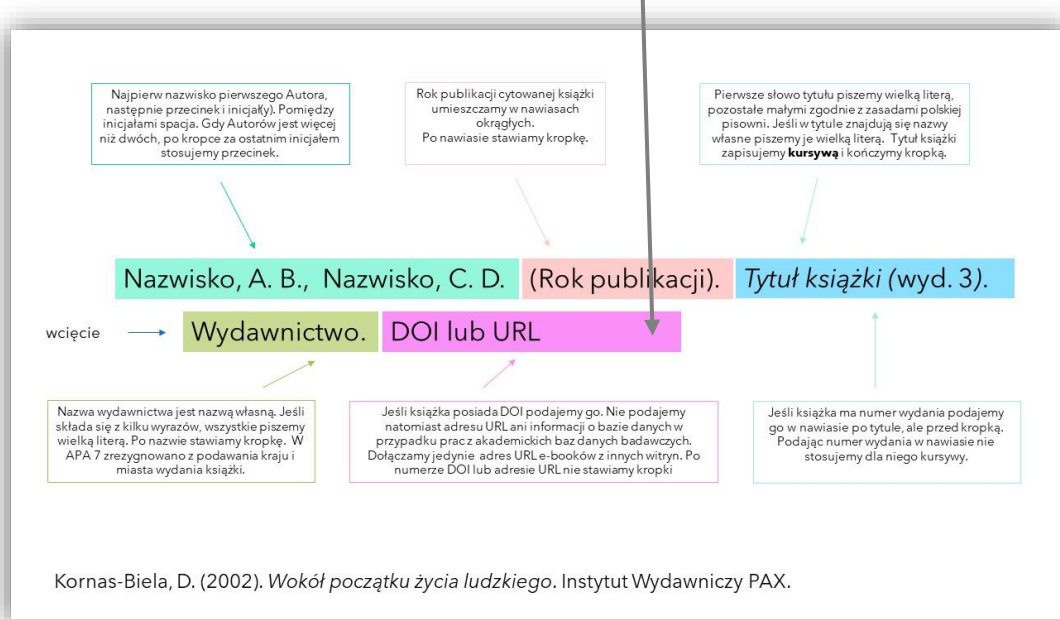 Najpierw nazwisko pierwszego Autora,
następnie przecinek i inicjał(y). Pomiędzy
inicjałami spacja. Gdy Autorów jest więcej
niż dwóch, po kropce za ostatnim inicjałem
stosujemy przecinek.
Rok publikacji cytowanej książki
umieszczamy w nawiasach
okrągłych.
Po nawiasie stawiamy kropkę.
Pierwsze słowo tytułu piszemy wielką literą,
pozostałe małymi zgodnie z zasadami polskiej
pisowni. Jeśli w tytule znajdują się nazwy
własne piszemy je wielką literą. Tytuł książki
zapisujemy kursywą i kończymy kropką.
Nazwisko, A. B., Nazwisko, C. D. (Rok publikacji). Tytuł książki (wyd. 3).
wcięcie Wydawnictwo. DOI lub URL
Nazwa wydawnictwa jest nazwą własną. Jeśli
składa się z kilku wyrazów, wszystkie piszemy
wielką literą. Po nazwie stawiamy kropkę. W
APA 7 zrezygnowano z podawania kraju i
miasta wydania książki.
Jeśli książka posiada DOI podajemy go. Nie podajemy
natomiast adresu URL ani informacji o bazie danych w
przypadku prac z akademickich baz danych badawczych.
Dołączamy jedynie adres URL e-booków z innych witryn. Po
numerze DOI lub adresie URL nie stawiamy kropki
Jeśli książka ma numer wydania podajemy
go w nawiasie po tytule, ale przed kropką.
Podając numer wydania w nawiasie nie
stosujemy dla niego kursywy.
Kornas-Biela, D. (2002). Wokół początku życia ludzkiego. Instytut Wydawniczy PAX.